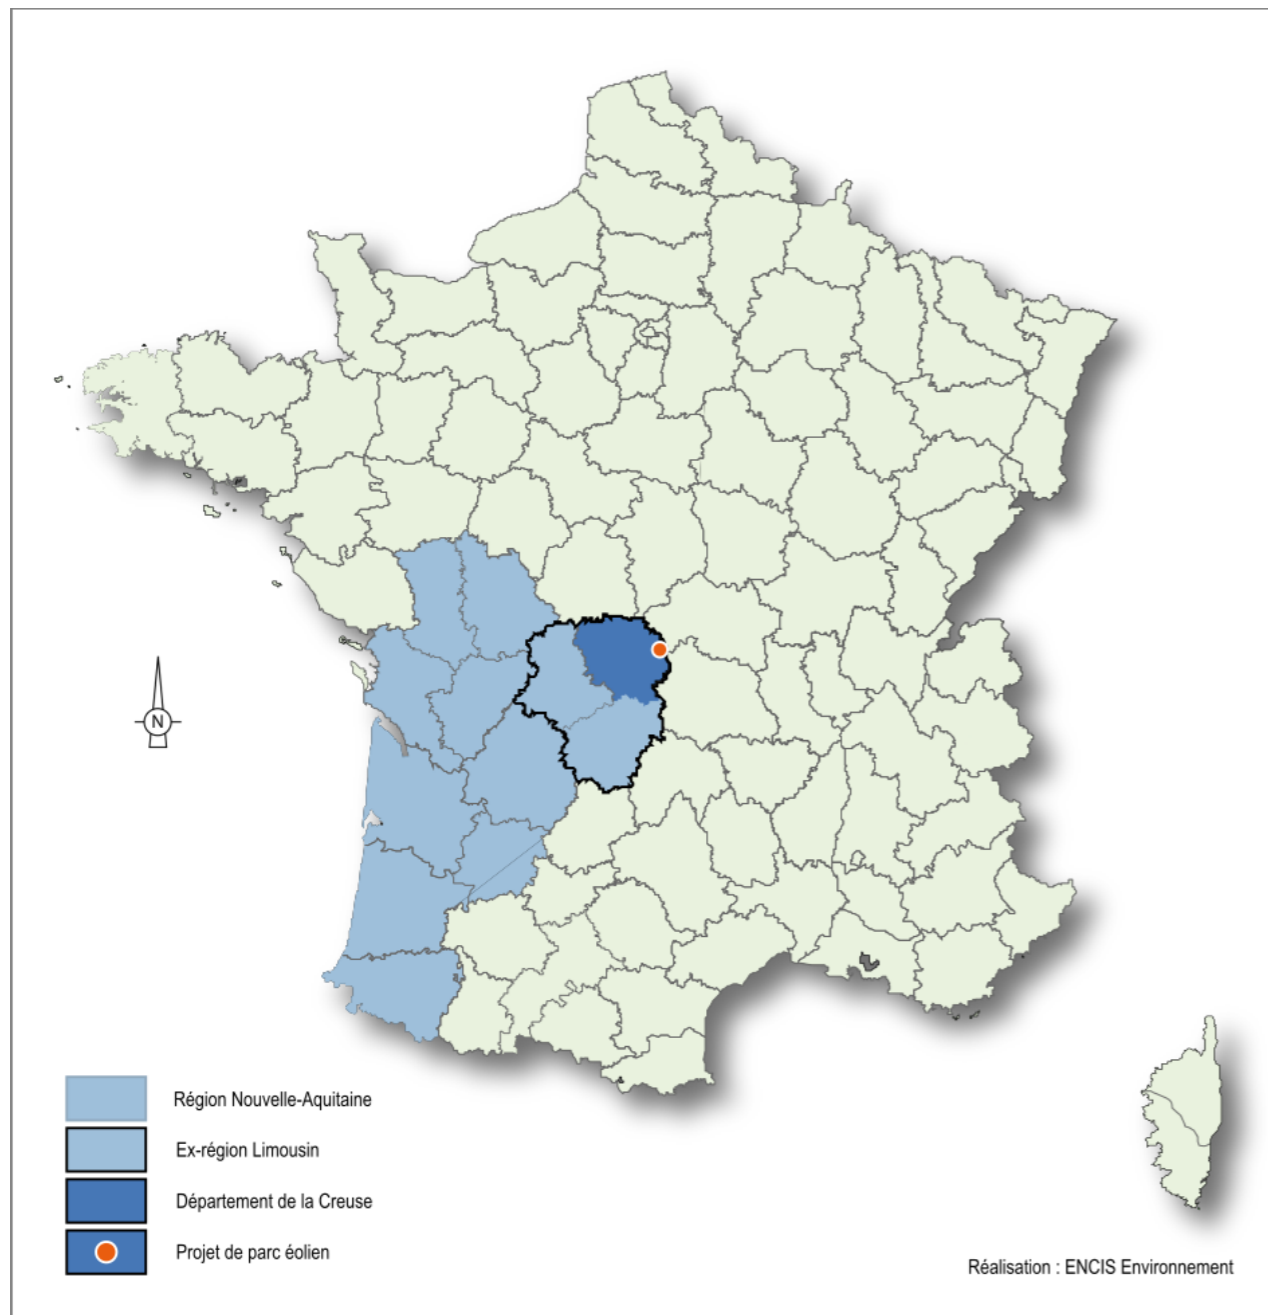 N
Région Nouvelle-Aquitaine
Ex-région Limousin
Département de la Creuse
Projet de parc éolien
Réalisation : ENCIS Environnement